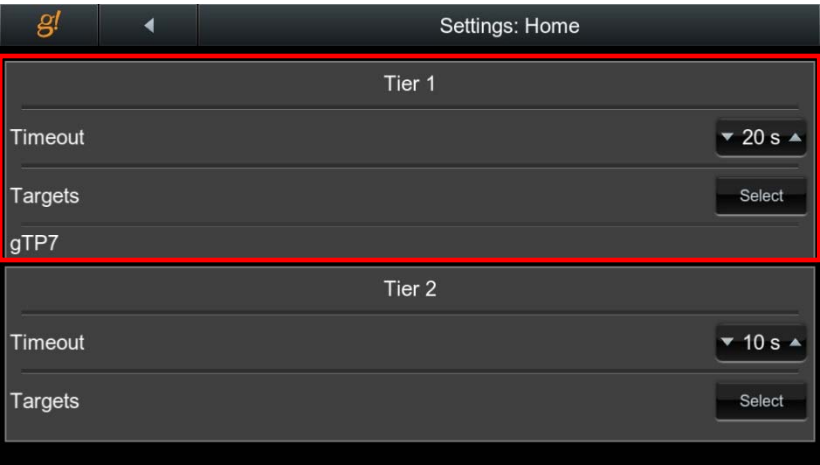 g!
Settings: Home
Tier 1
Timeout
20 s
Targets
Select
gTP7
Tier 2
Timeout
10 s
Targets
Select